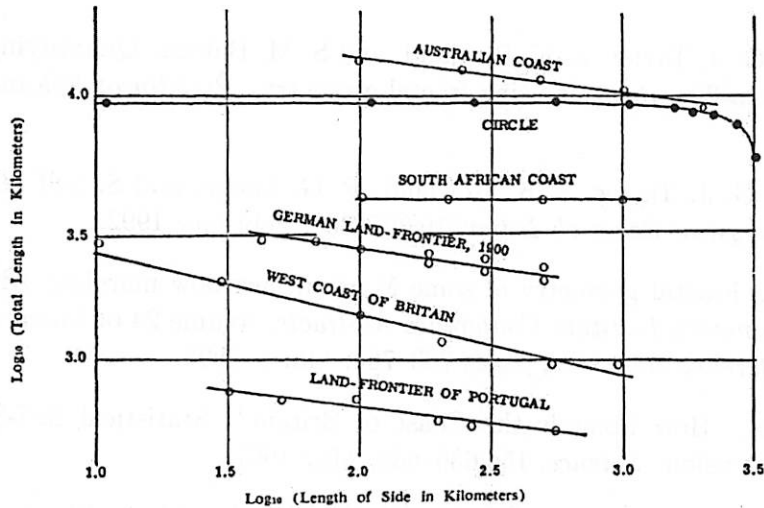 AUSTRALIAN COAST
4.0
CIRCLE
SOUTH AFRICAN COAST
GERMAN LAND-FRONTIER, 1900
3.5
WEST COAST OF BRITAIN
3.0
LAND-FRONTIER OF PORTUGAL
1.0 1.5 2.0 2.5 3.0 3.5
Log₁₀ (Length of Side in Kilometers)
Log₁₀ (Total Length in Kilometers)